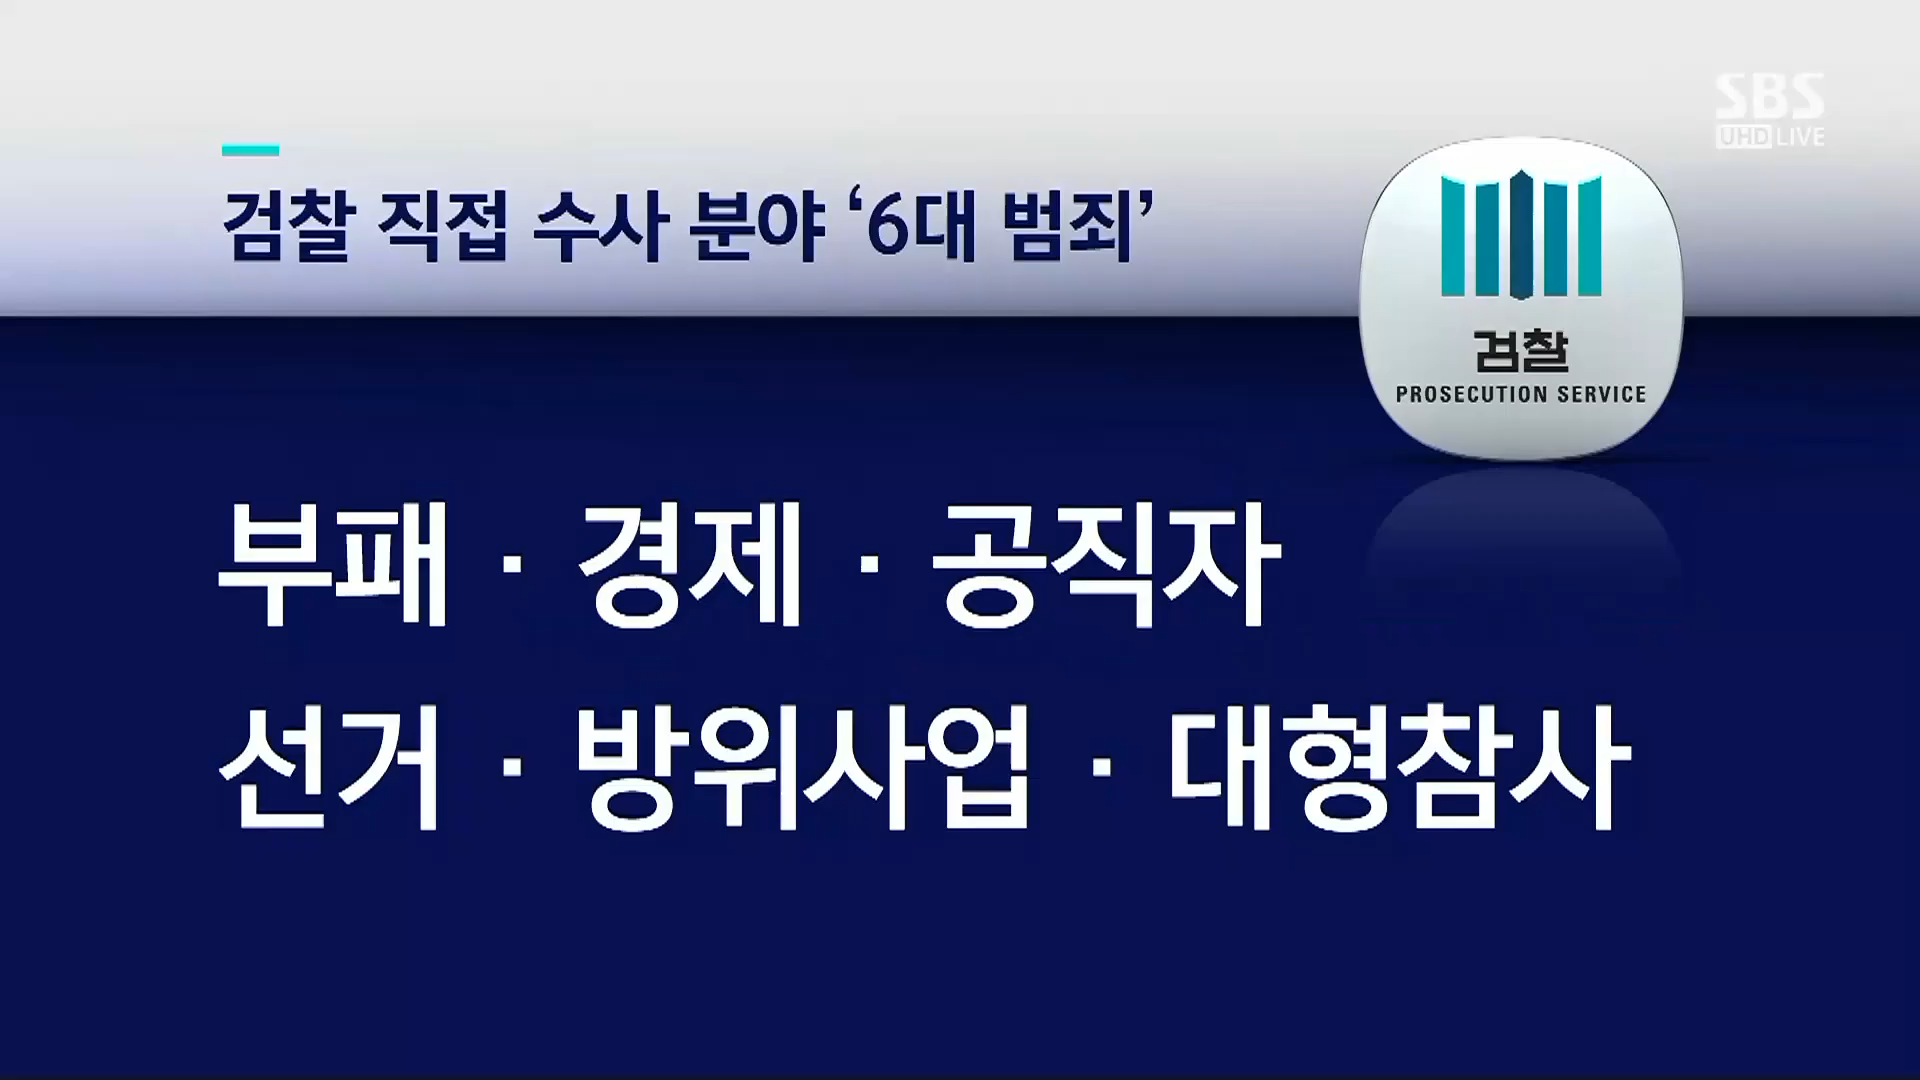 SBS
UHD LIVE
검찰 직접 수사 분야 ‘6대 범죄’
검찰
PROSECUTION SERVICE
부패 · 경제 · 공직자
선거 · 방위사업 · 대형참사